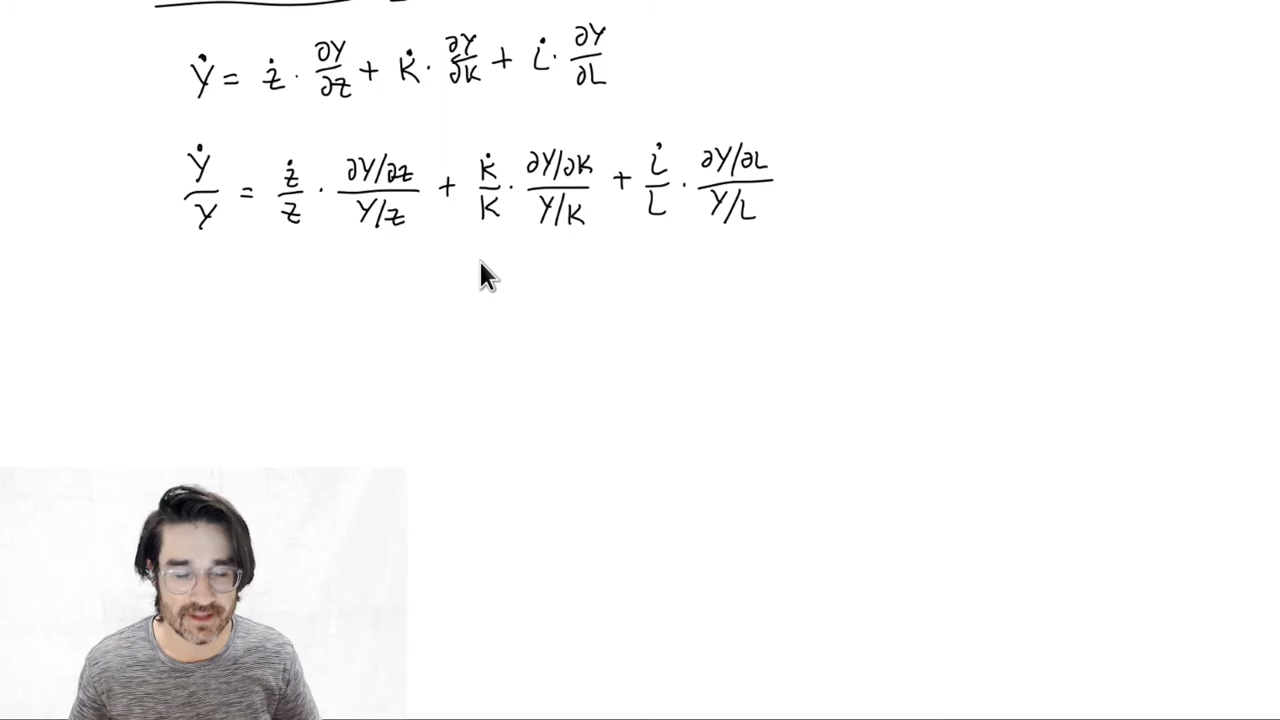 Ẏ = ż · ∂Y/∂z + K̇ · ∂Y/∂K + L̇ · ∂Y/∂L
Ẏ/Y = ż/z · (∂Y/∂z)/(Y/z) + K̇/K · (∂Y/∂K)/(Y/K) + L̇/L · (∂Y/∂L)/(Y/L)